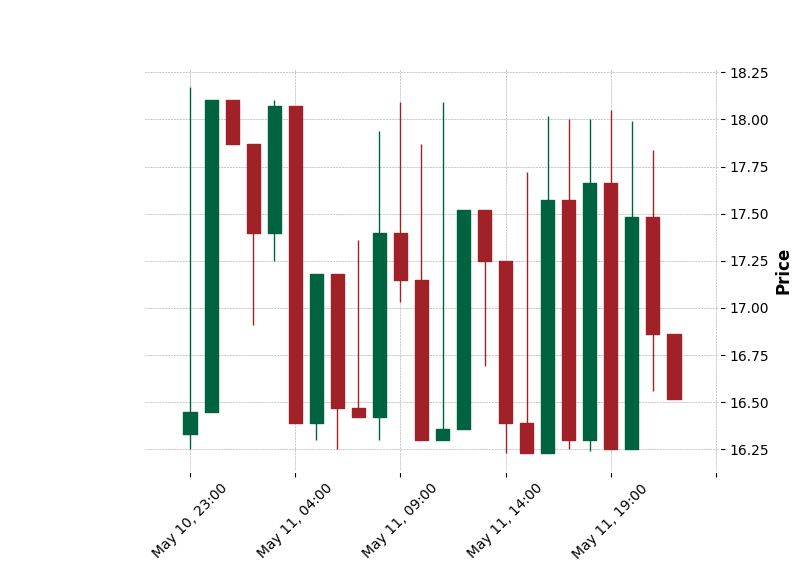 18.25
18.00
17.75
17.50
17.25
17.00
16.75
16.50
16.25
Price
May 10, 23:00
May 11, 04:00
May 11, 09:00
May 11, 14:00
May 11, 19:00